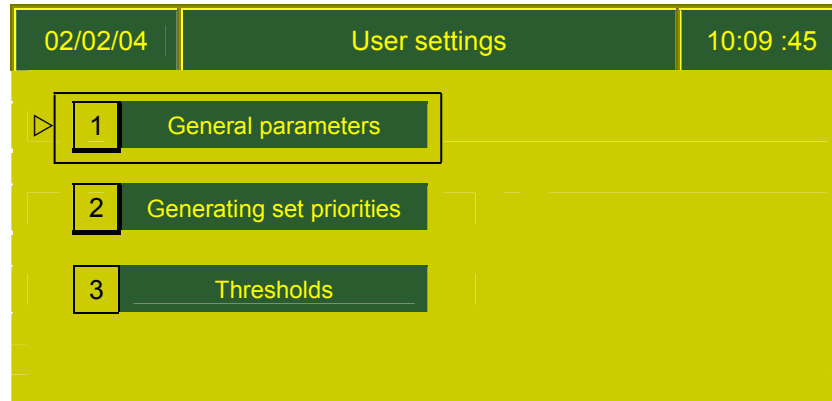 02/02/04 User settings 10:09 :45
1 General parameters
2 Generating set priorities
3 Thresholds